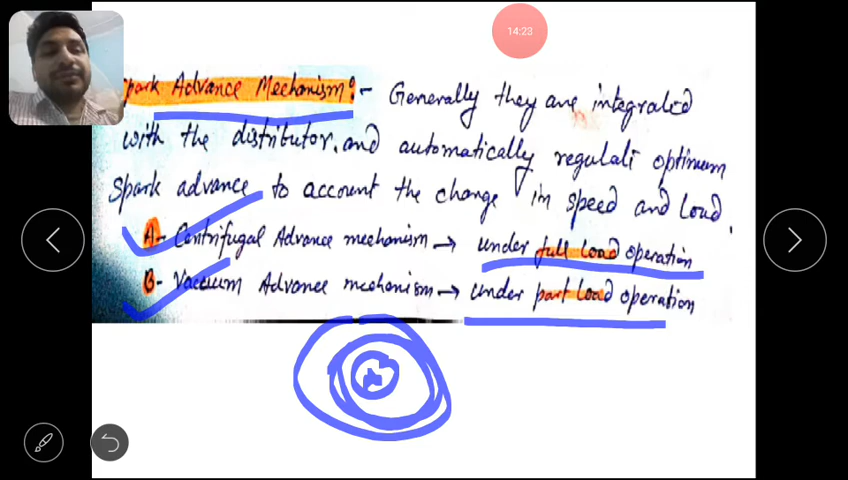 14:23
Spark Advance Mechanism:- Generally they are integrated
with the distributor. and automatically regulati optimum
Spark advance to account the change in speed and load.
A- Centrifugal Advance mechanism → under full load operation
B- Vacuum Advance mechanism → under part load operation